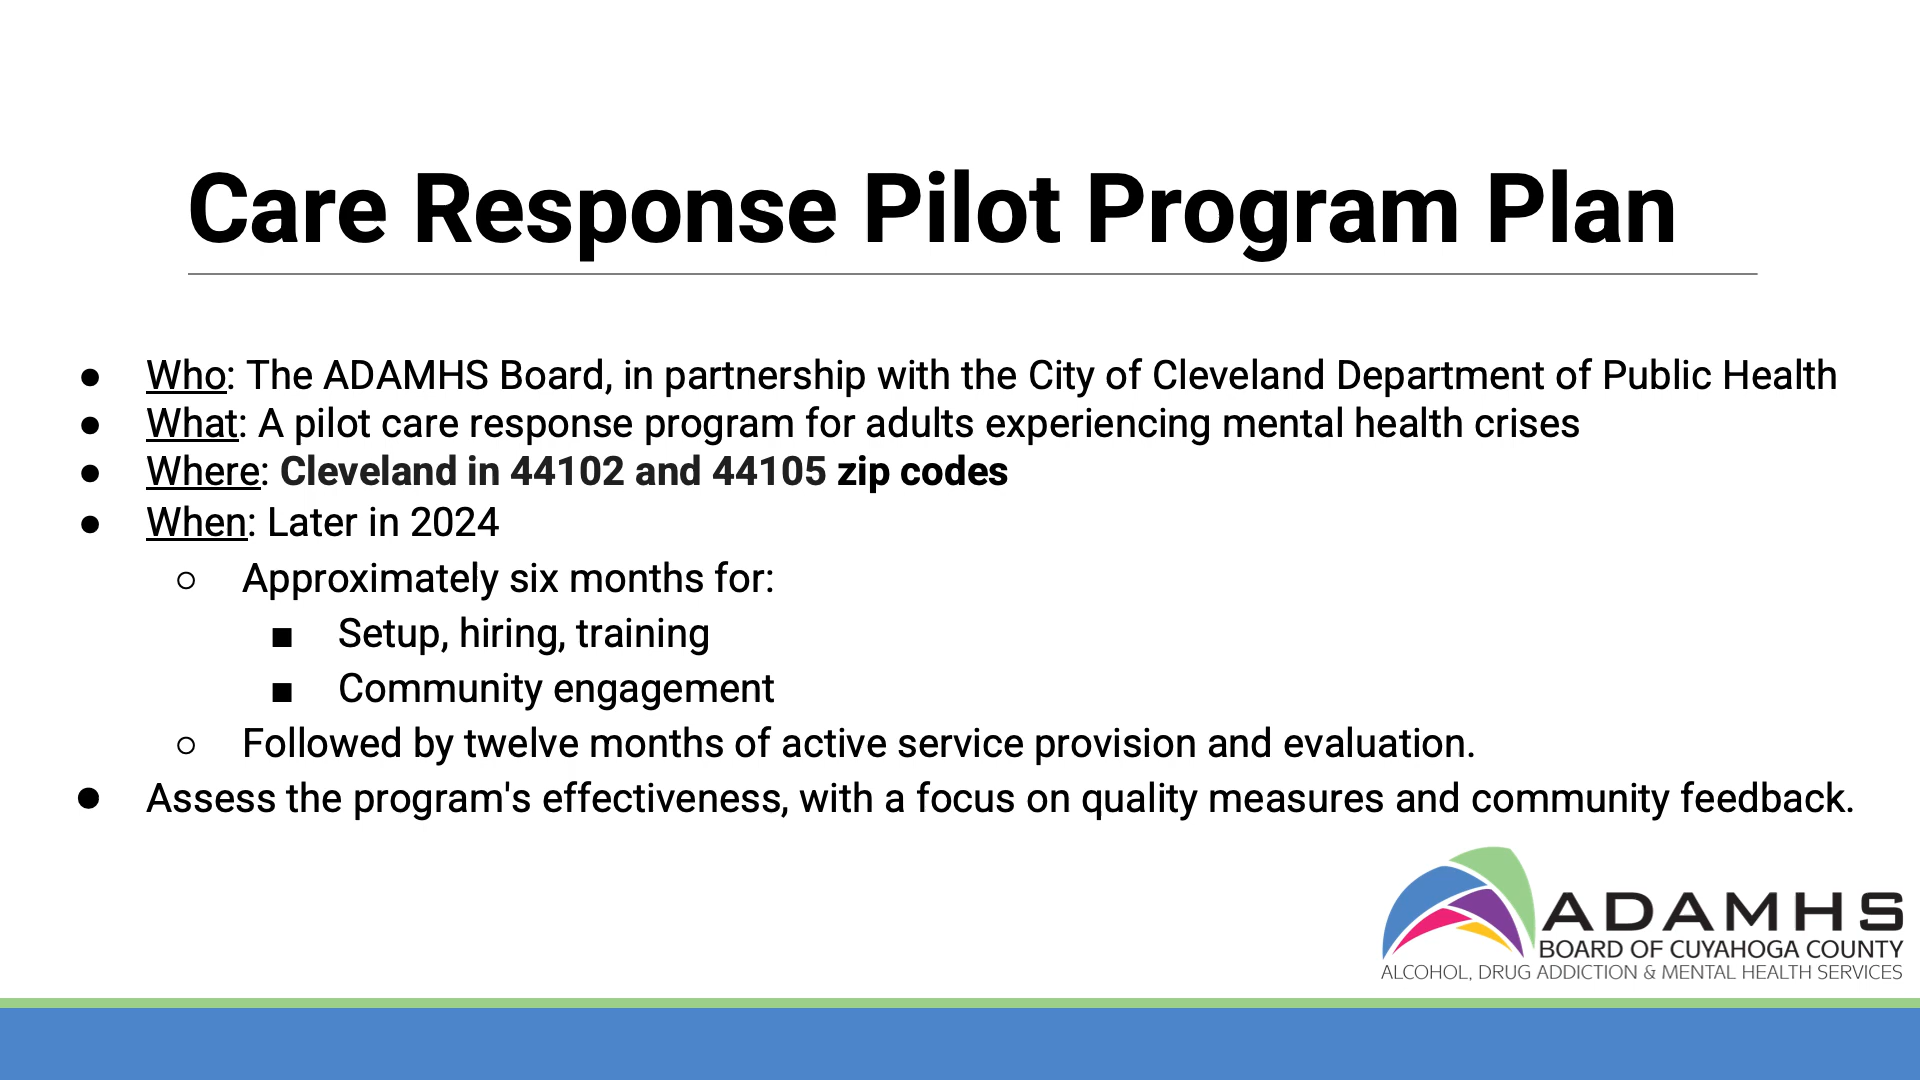 Care Response Pilot Program Plan
● Who: The ADAMHS Board, in partnership with the City of Cleveland Department of Public Health
● What: A pilot care response program for adults experiencing mental health crises
● Where: Cleveland in 44102 and 44105 zip codes
● When: Later in 2024
○ Approximately six months for:
■ Setup, hiring, training
■ Community engagement
○ Followed by twelve months of active service provision and evaluation.
● Assess the program's effectiveness, with a focus on quality measures and community feedback.
ADAMHS
BOARD OF CUYAHOGA COUNTY
ALCOHOL, DRUG ADDICTION & MENTAL HEALTH SERVICES